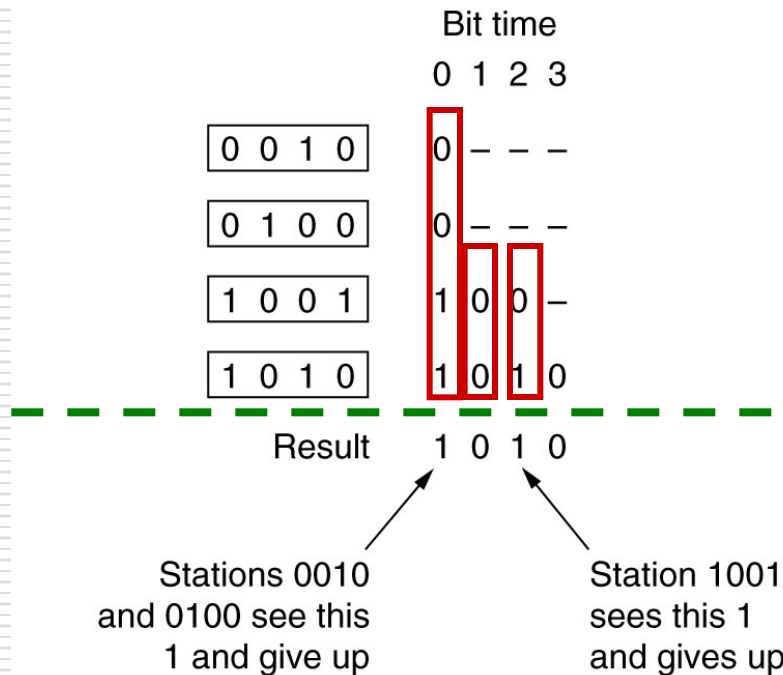 Bit time
0 1 2 3
0 0 1 0 0 – – –
0 1 0 0 0 – – –
1 0 0 1 1 0 0 –
1 0 1 0 1 0 1 0
Result 1 0 1 0
Stations 0010
and 0100 see this
1 and give up
Station 1001
sees this 1
and gives up